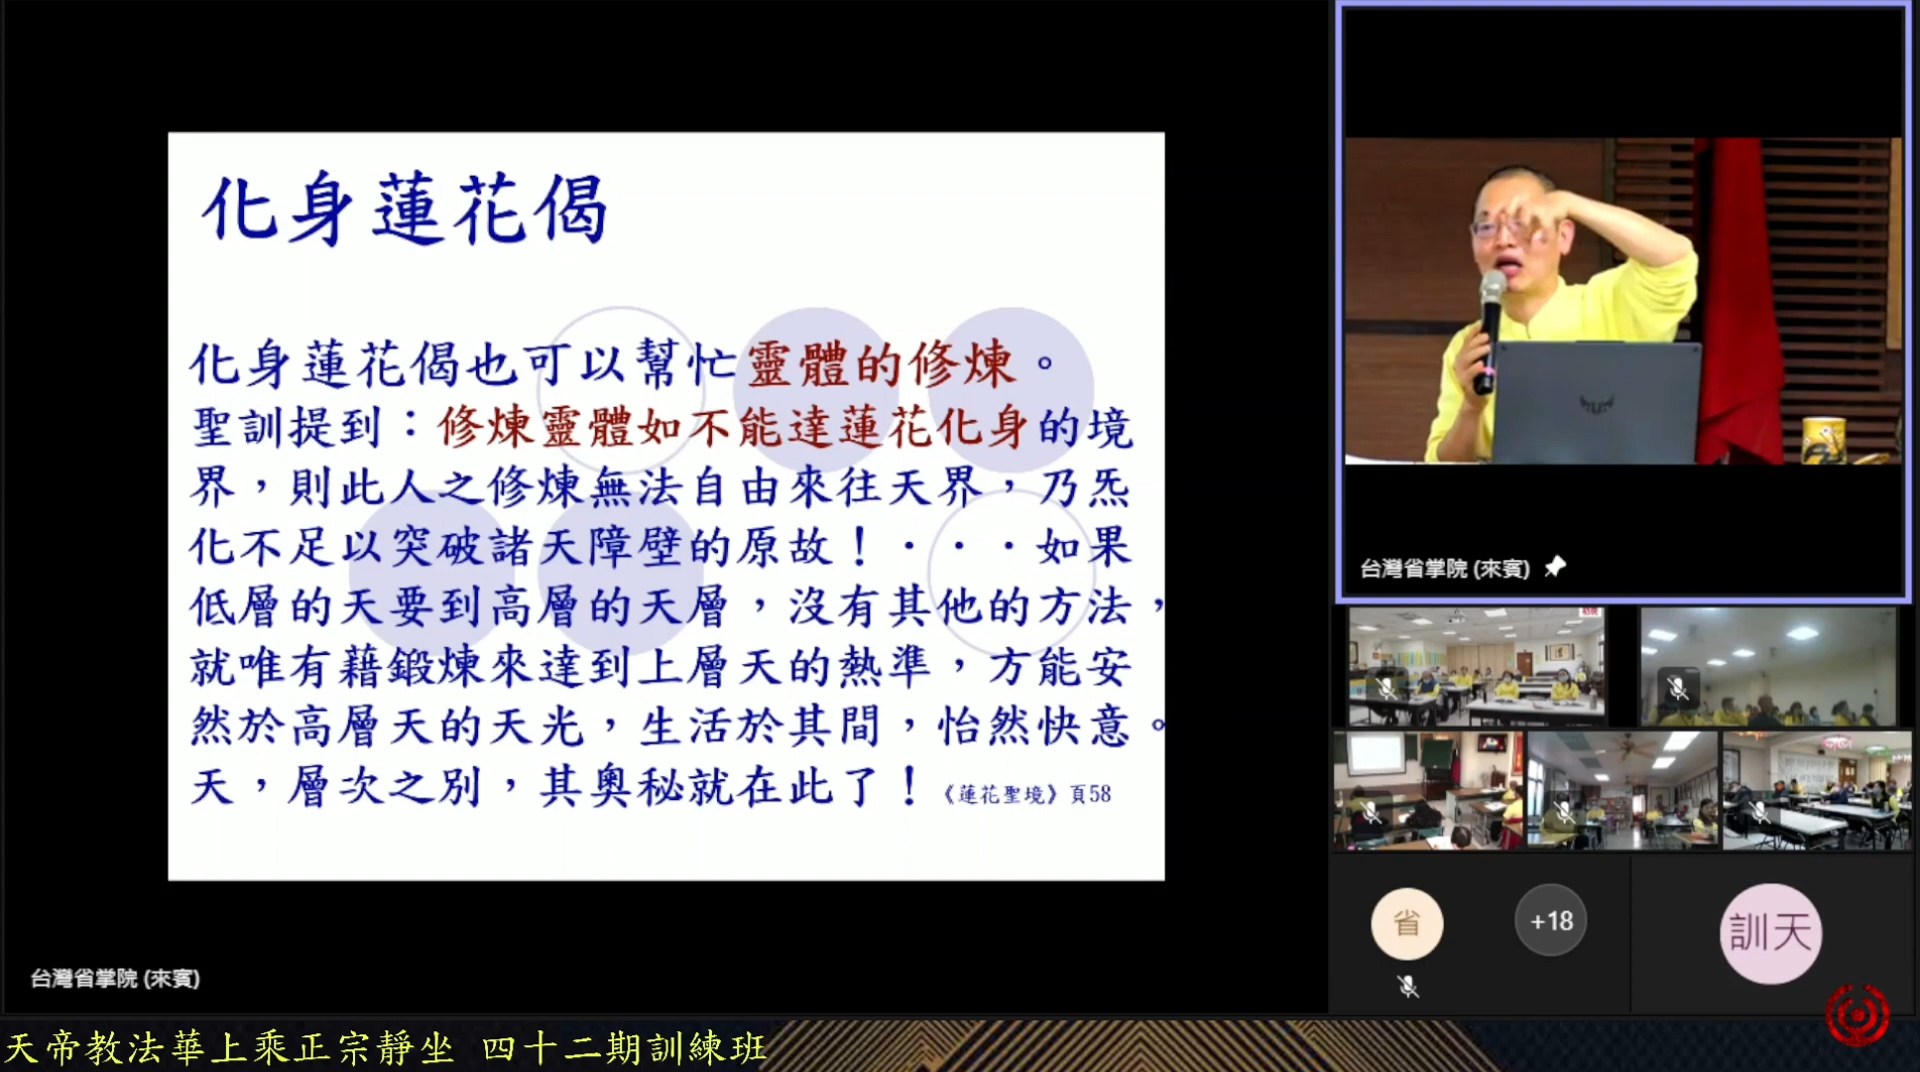 化身蓮花偈
化身蓮花偈也可以幫忙靈體的修煉。
聖訓提到：修煉靈體如不能達蓮花化身的境
界，則此人之修煉無法自由來往天界，乃炁
化不足以突破諸天障壁的原故！···如果
低層的天要到高層的天層，沒有其他的方法，
就唯有藉鍛煉來達到上層天的熱準，方能安
然於高層天的天光，生活於其間，怡然快意。
天，層次之別，其奧秘就在此了！《蓮花聖境》頁58
台灣省掌院 (來賓)
台灣省掌院 (來賓)
省
+18
訓天
天帝教法華上乘正宗靜坐 四十二期訓練班